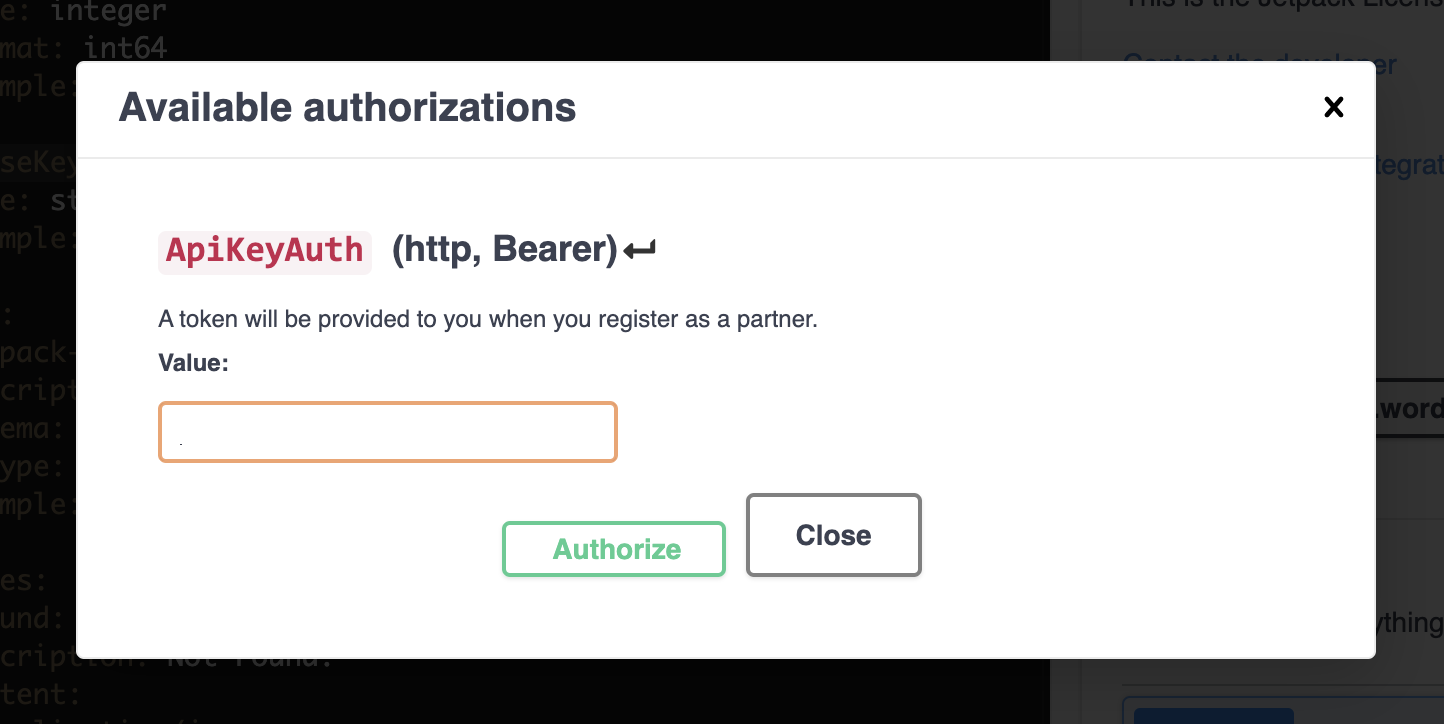 e: integer
mat: int64
mple:
This is the Jetpack Licens
Contact the developer
Available authorizations
x
seKey
tegrat
e: st
mple:
ApiKeyAuth (http, Bearer)↵
:
A token will be provided to you when you register as a partner.
pack-
Value:
cript
.word
ema:
.
ype:
mple:
Authorize
Close
es:
und:
ything
cription: Not Found.
tent: